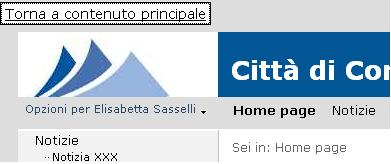 Torna a contenuto principale
Città di Co
Opzioni per Elisabetta Sasselli
Home page Notizie
Notizie
Notizia XXX
Sei in: Home page